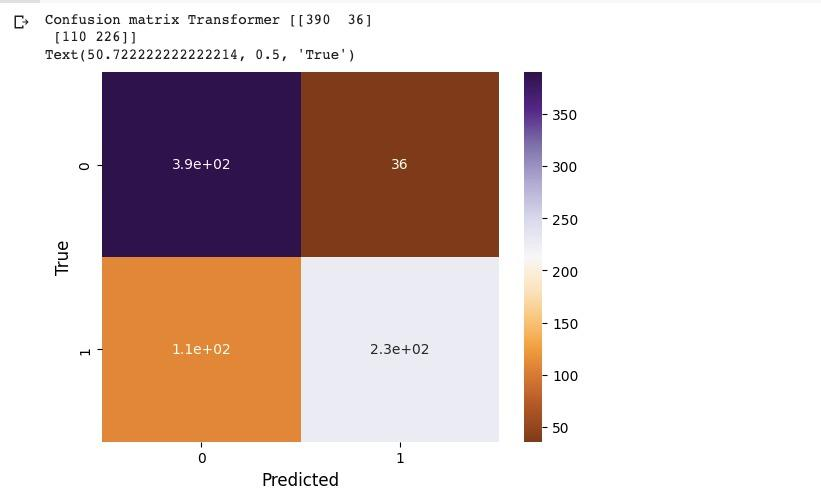 Confusion matrix Transformer [[390  36]
 [110 226]]
Text(50.722222222222214, 0.5, 'True')
350
300
250
200
150
100
50
3.9e+02
36
0
True
1.1e+02
2.3e+02
1
0
1
Predicted